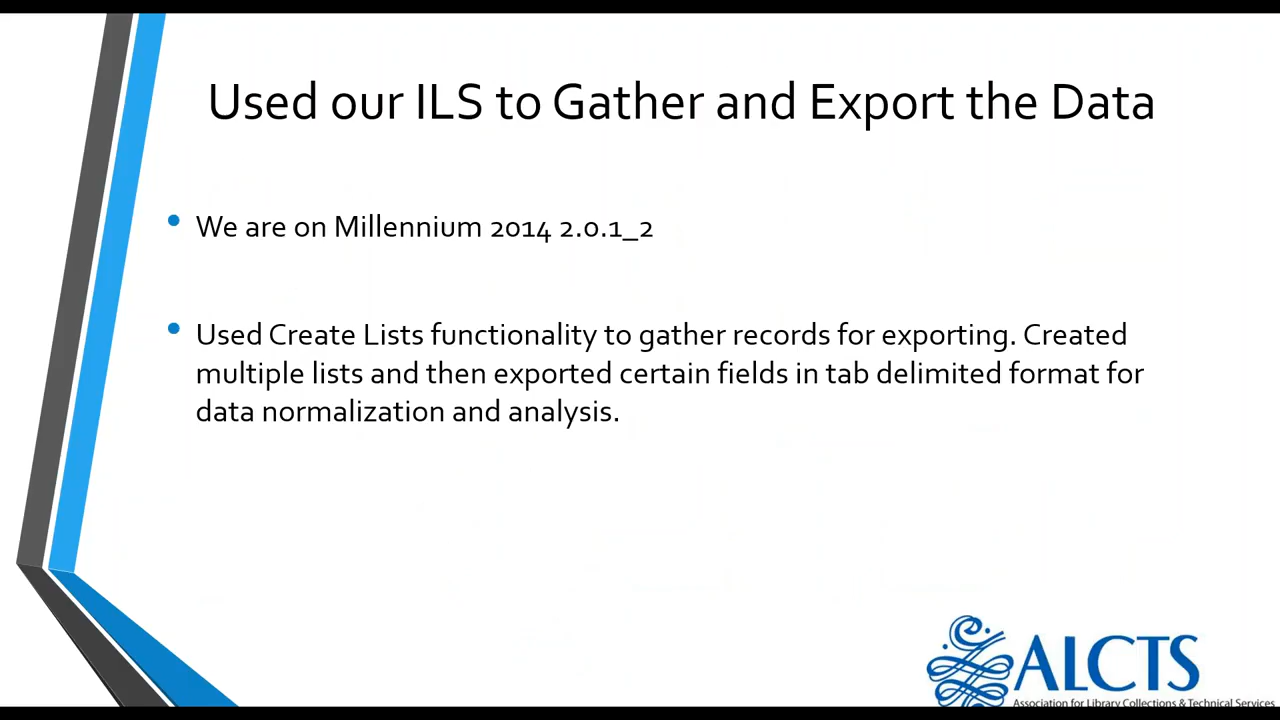 Used our ILS to Gather and Export the Data
We are on Millennium 2014 2.0.1_2
Used Create Lists functionality to gather records for exporting. Created
multiple lists and then exported certain fields in tab delimited format for
data normalization and analysis.
ALCTS
Association for Library Collections & Technical Services